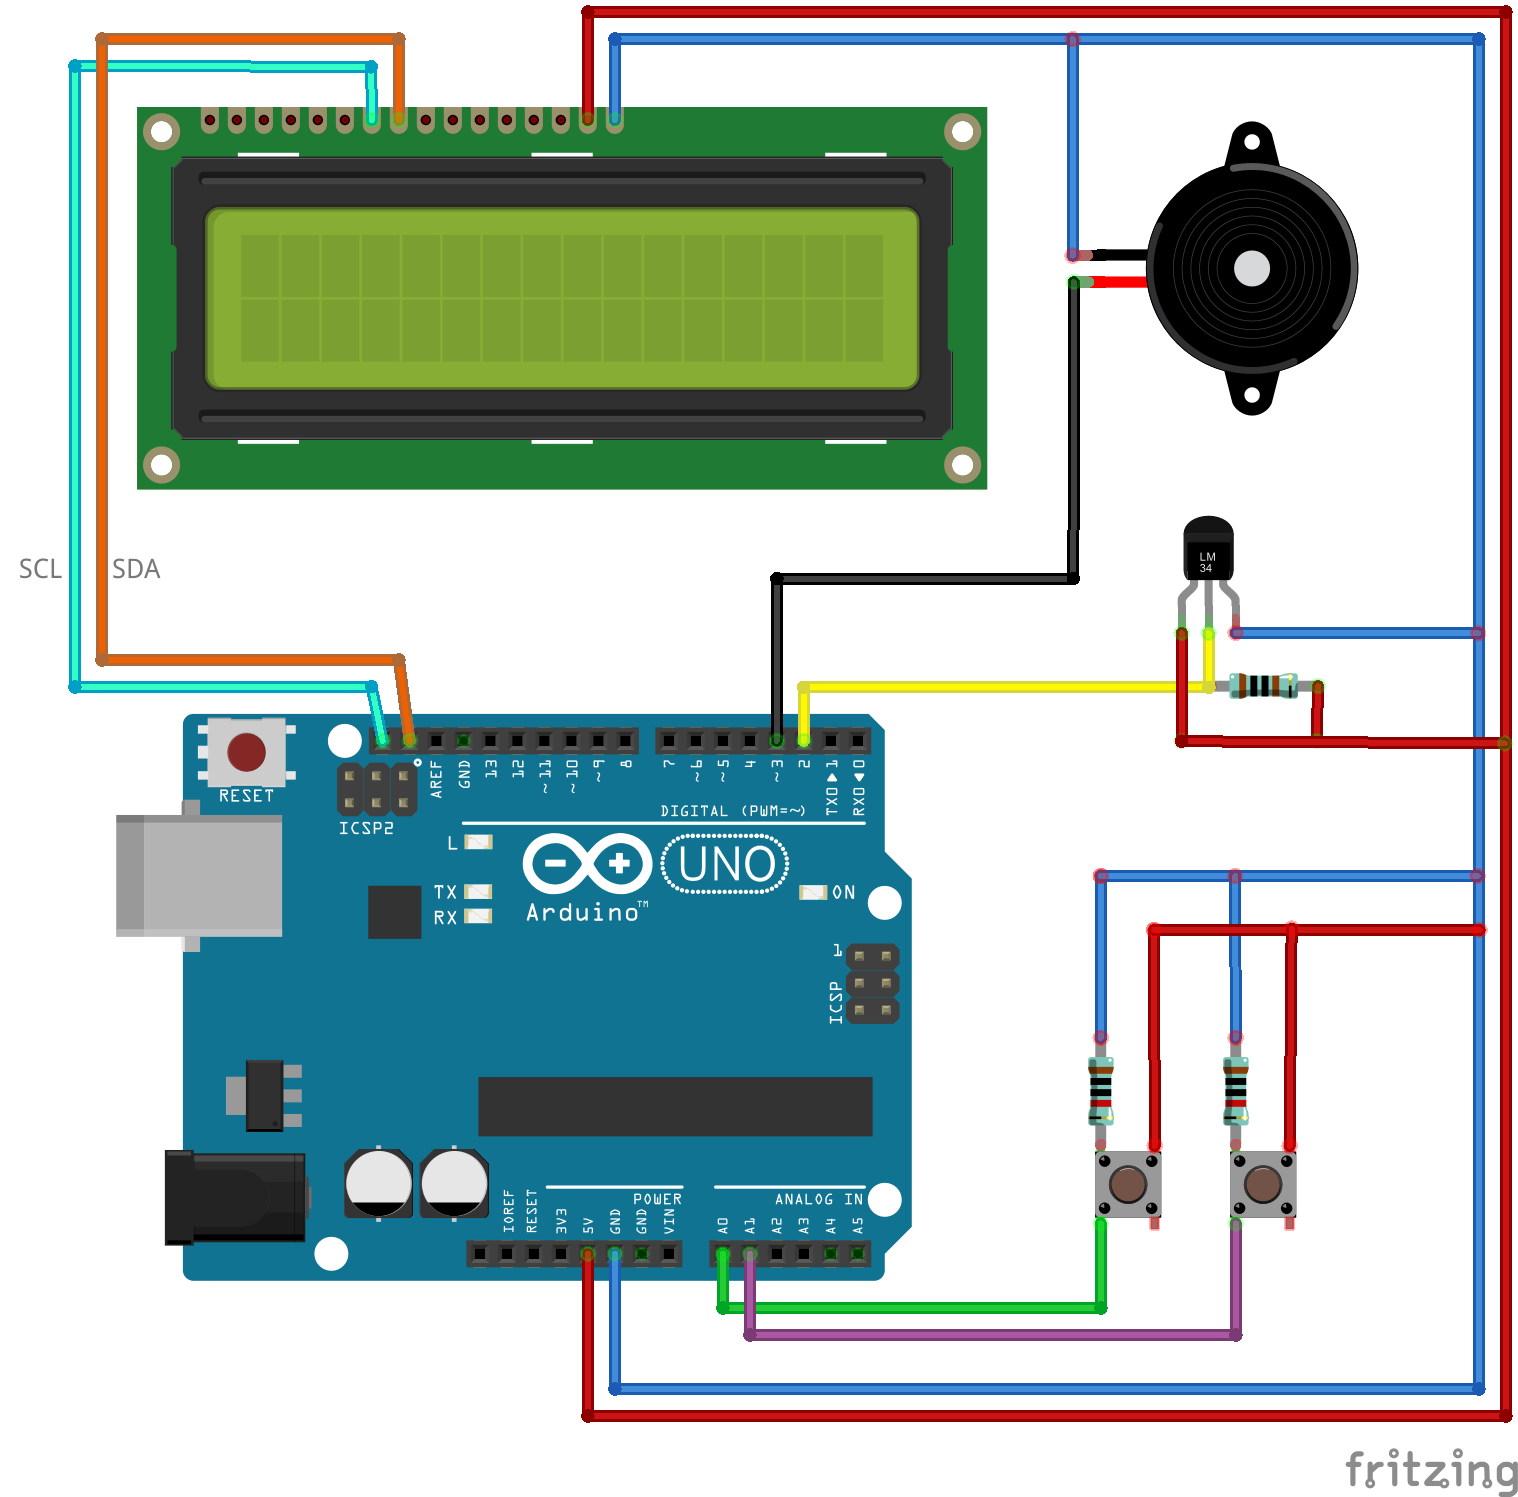 SCL
SDA
LM
34
RESET
ICSP2
AREF
GND
13
12
~11
~10
~9
8
7
~6
~5
4
~3
2
TX0▶1
RX0◀0
DIGITAL (PWM=~)
L
TX
RX
UNO
Arduino™
ON
1
ICSP
IOREF
RESET
3V3
5V
GND
GND
VIN
POWER
ANALOG IN
A0
A1
A2
A3
A4
A5
fritzing